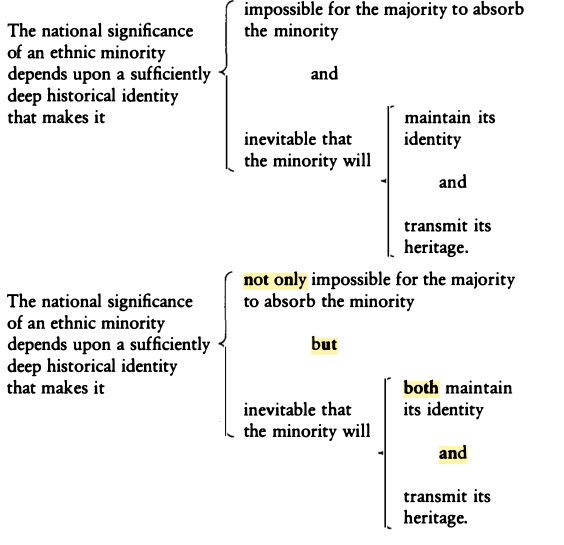 The national significance
of an ethnic minority
depends upon a sufficiently
deep historical identity
that makes it
impossible for the majority to absorb
the minority
and
inevitable that
the minority will
maintain its
identity
and
transmit its
heritage.
The national significance
of an ethnic minority
depends upon a sufficiently
deep historical identity
that makes it
not only impossible for the majority
to absorb the minority
but
inevitable that
the minority will
both maintain
its identity
and
transmit its
heritage.